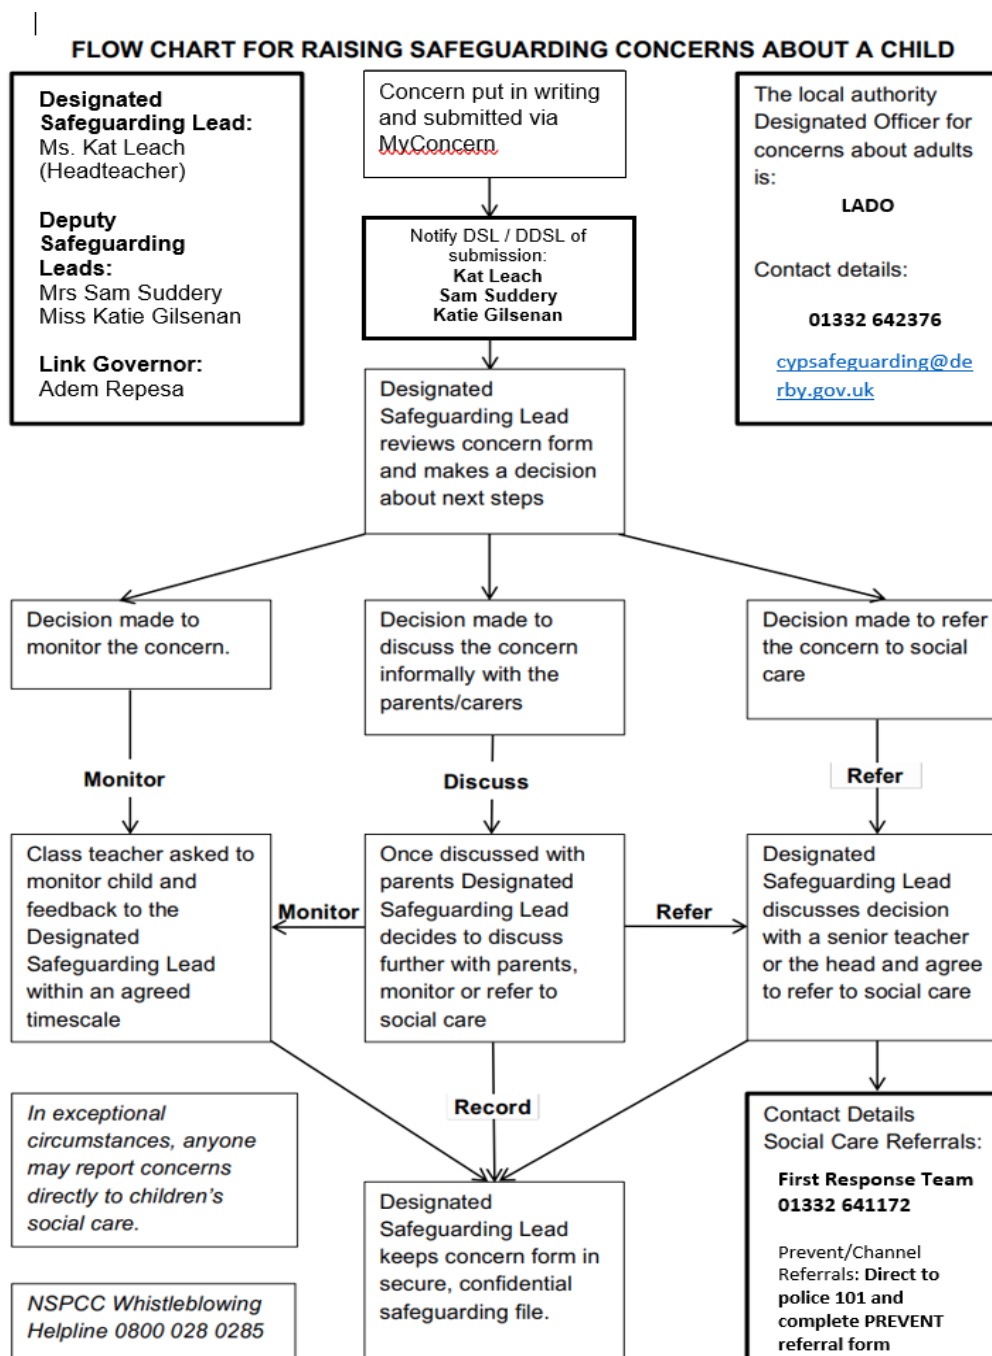 FLOW CHART FOR RAISING SAFEGUARDING CONCERNS ABOUT A CHILD
Designated
Safeguarding Lead:
Ms. Kat Leach
(Headteacher)
Deputy
Safeguarding
Leads:
Mrs Sam Suddery
Miss Katie Gilsenan
Link Governor:
Adem Repesa
Concern put in writing
and submitted via
MyConcern
The local authority
Designated Officer for
concerns about adults
is:
LADO
Contact details:
01332 642376
cypsafeguarding@de
rby.gov.uk
Notify DSL / DDSL of
submission:
Kat Leach
Sam Suddery
Katie Gilsenan
Designated
Safeguarding Lead
reviews concern form
and makes a decision
about next steps
Decision made to
monitor the concern.
Decision made to
discuss the concern
informally with the
parents/carers
Decision made to refer
the concern to social
care
Monitor
Discuss
Refer
Class teacher asked to
monitor child and
feedback to the
Designated
Safeguarding Lead
within an agreed
timescale
Monitor
Once discussed with
parents Designated
Safeguarding Lead
decides to discuss
further with parents,
monitor or refer to
social care
Refer
Designated
Safeguarding Lead
discusses decision
with a senior teacher
or the head and agree
to refer to social care
Record
In exceptional
circumstances, anyone
may report concerns
directly to children's
social care.
Designated
Safeguarding Lead
keeps concern form in
secure, confidential
safeguarding file.
Contact Details
Social Care Referrals:
First Response Team
01332 641172
Prevent/Channel
Referrals: Direct to
police 101 and
complete PREVENT
referral form
NSPCC Whistleblowing
Helpline 0800 028 0285